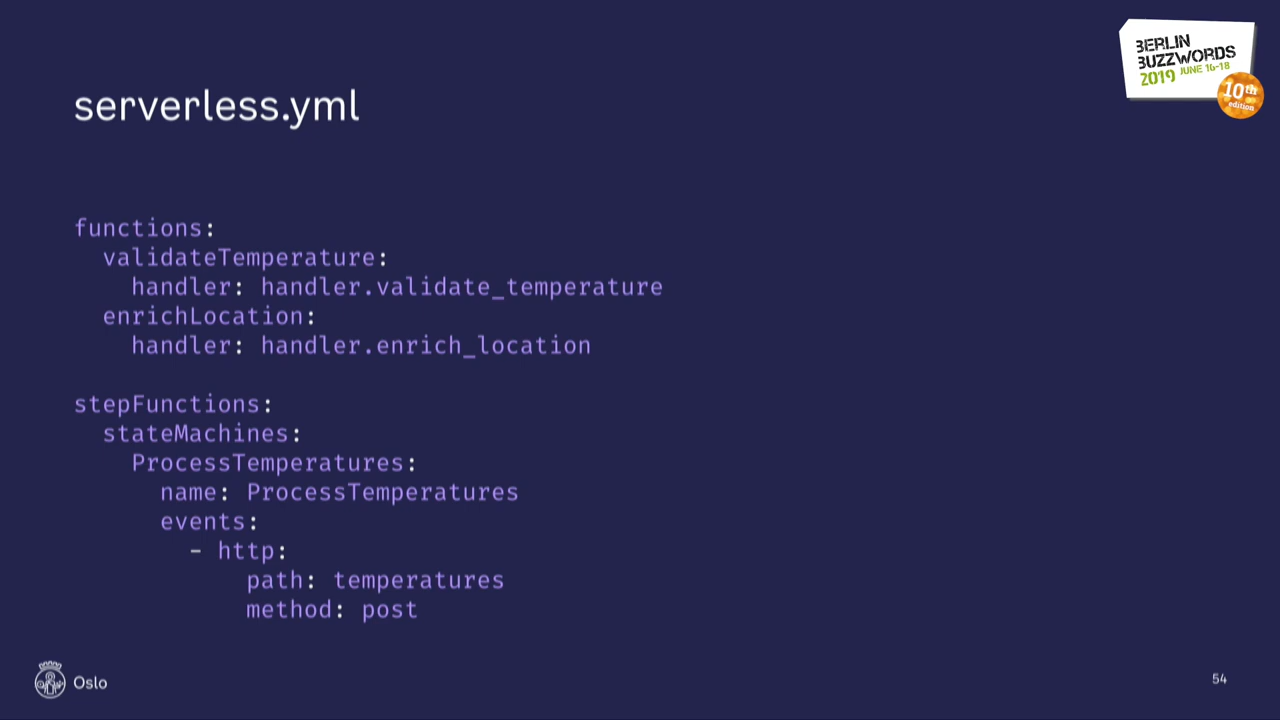 BERLIN
BUZZWORDS
2019 JUNE 16-18
10th
edition
serverless.yml
functions:
  validateTemperature:
    handler: handler.validate_temperature
  enrichLocation:
    handler: handler.enrich_location
stepFunctions:
  stateMachines:
    ProcessTemperatures:
      name: ProcessTemperatures
      events:
        - http:
            path: temperatures
            method: post
Oslo
54